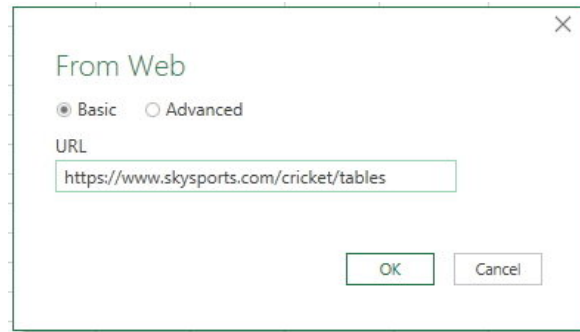 From Web
Basic Advanced
URL
https://www.skysports.com/cricket/tables
OK Cancel